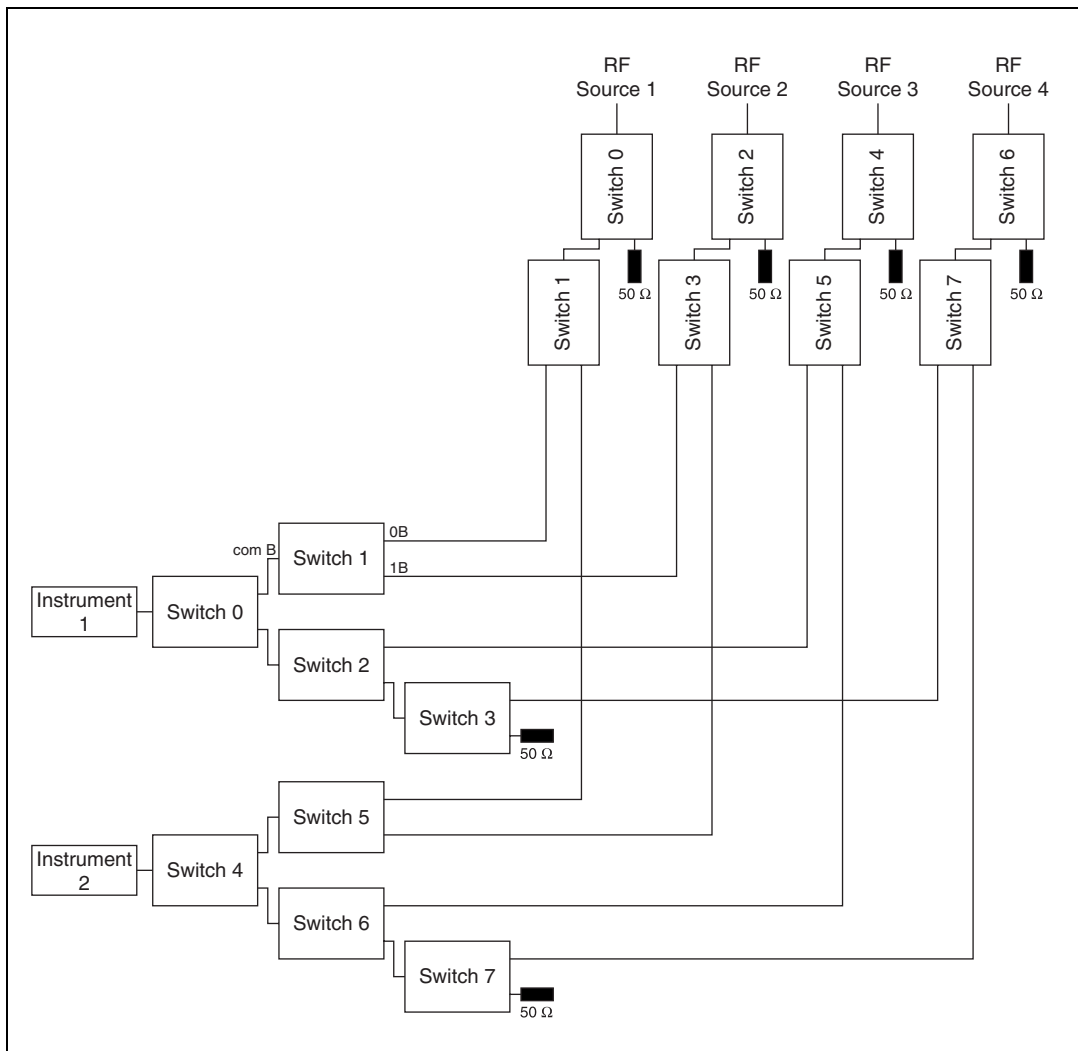 RF
Source 1
RF
Source 2
RF
Source 3
RF
Source 4
Switch 0
Switch 2
Switch 4
Switch 6
Switch 1
50 Ω
Switch 3
50 Ω
Switch 5
50 Ω
Switch 7
50 Ω
0B
com B
Switch 1
1B
Instrument
1
Switch 0
Switch 2
Switch 3
50 Ω
Switch 5
Instrument
2
Switch 4
Switch 6
Switch 7
50 Ω